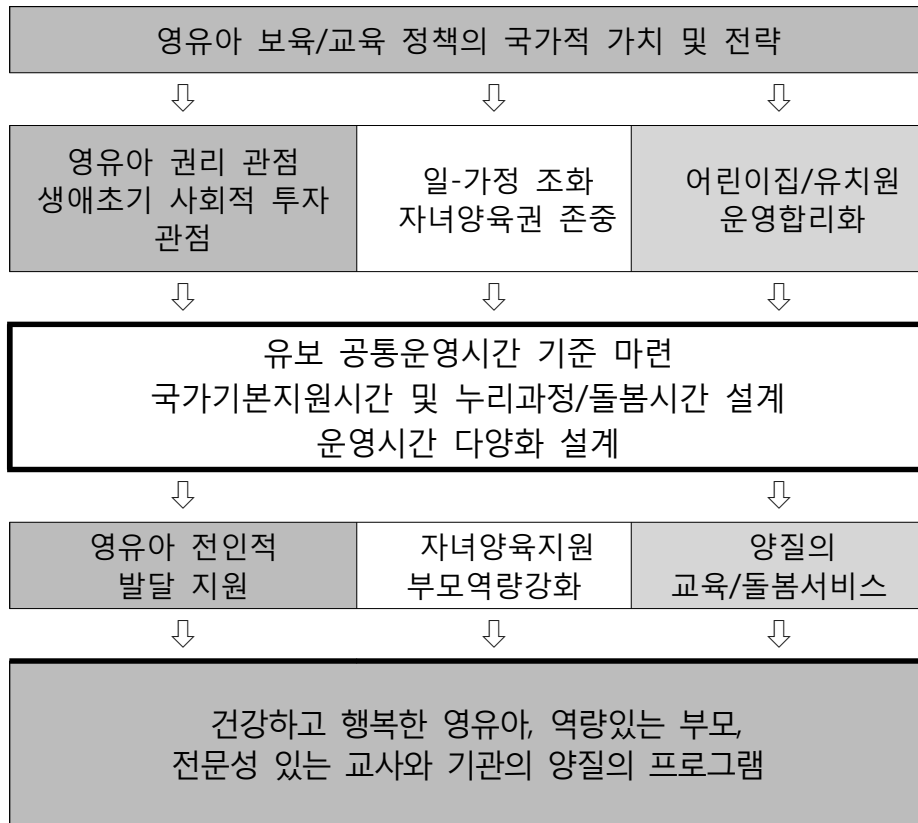 영유아 보육/교육 정책의 국가적 가치 및 전략
⇩ ⇩ ⇩
영유아 권리 관점
생애초기 사회적 투자
관점
일-가정 조화
자녀양육권 존중
어린이집/유치원
운영합리화
⇩ ⇩ ⇩
유보 공통운영시간 기준 마련
국가기본지원시간 및 누리과정/돌봄시간 설계
운영시간 다양화 설계
⇩ ⇩
영유아 전인적
발달 지원
자녀양육지원
부모역량강화
양질의
교육/돌봄서비스
⇩ ⇩ ⇩
건강하고 행복한 영유아, 역량있는 부모,
전문성 있는 교사와 기관의 양질의 프로그램